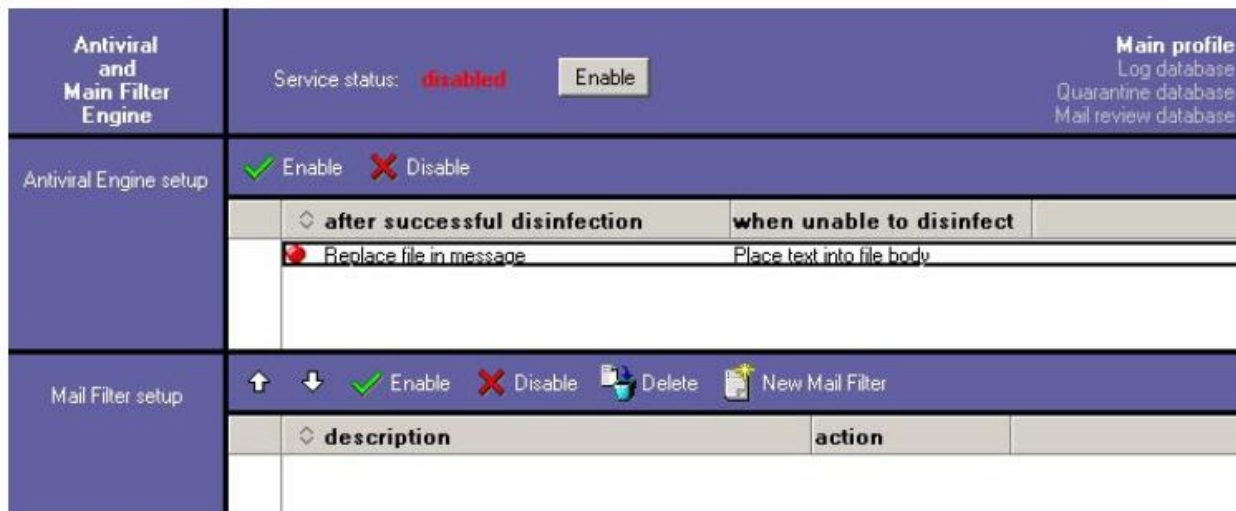 Antiviral
and
Main Filter
Engine
Service status: disabled Enable
Main profile
Log database
Quarantine database
Mail review database
Antiviral Engine setup
Enable Disable
after successful disinfection when unable to disinfect
Replace file in message Place text into file body
Mail Filter setup
Enable Disable Delete New Mail Filter
description action